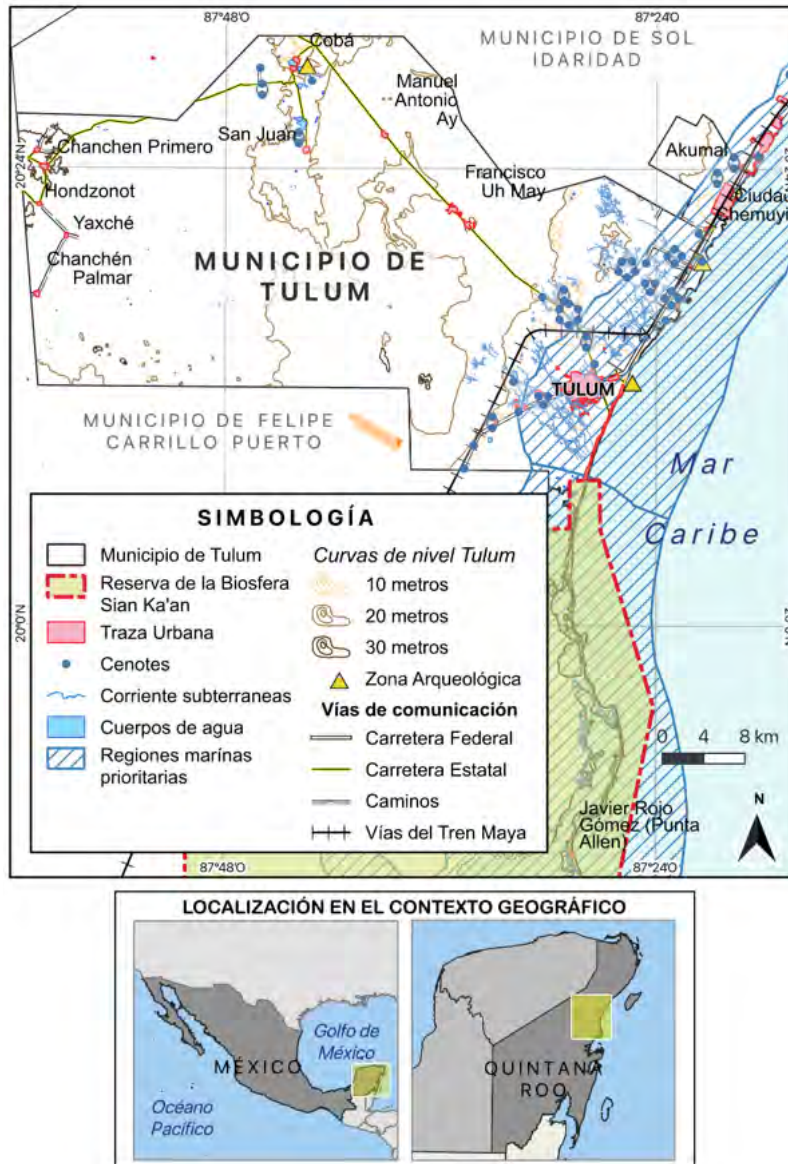 87°48'O
87°24'O
Cobá
MUNICIPIO DE SOL
IDARIDAD
Manuel
Antonio
Ay
San Juan
Chanchen Primero
Akumal
20°24'N
Francisco
Uh May
Hondzonot
Ciudad
Chemuyil
Yaxché
Chanchén
Palmar
MUNICIPIO DE
TULUM
TULUM
MUNICIPIO DE FELIPE
CARRILLO PUERTO
Mar
Caribe
SIMBOLOGÍA
Municipio de Tulum
Reserva de la Biosfera
Sian Ka'an
Traza Urbana
Cenotes
Corriente subterraneas
Cuerpos de agua
Regiones marínas
prioritarias
Curvas de nivel Tulum
10 metros
20 metros
30 metros
Zona Arqueológica
Vías de comunicación
Carretera Federal
Carretera Estatal
Caminos
Vías del Tren Maya
20°0'N
0 4 8 km
N
Javier Rojo
Gómez (Punta
Allen)
87°48'O
87°24'O
LOCALIZACIÓN EN EL CONTEXTO GEOGRÁFICO
Golfo de
México
MÉXICO
Océano
Pacífico
QUINTANA
ROO